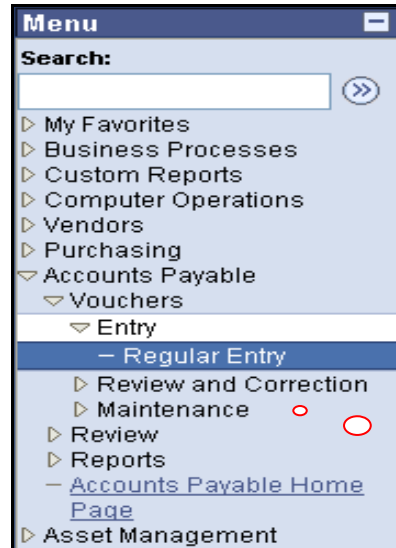 Menu
Search:
My Favorites
Business Processes
Custom Reports
Computer Operations
Vendors
Purchasing
Accounts Payable
Vouchers
Entry
– Regular Entry
Review and Correction
Maintenance
Review
Reports
– Accounts Payable Home
Page
Asset Management